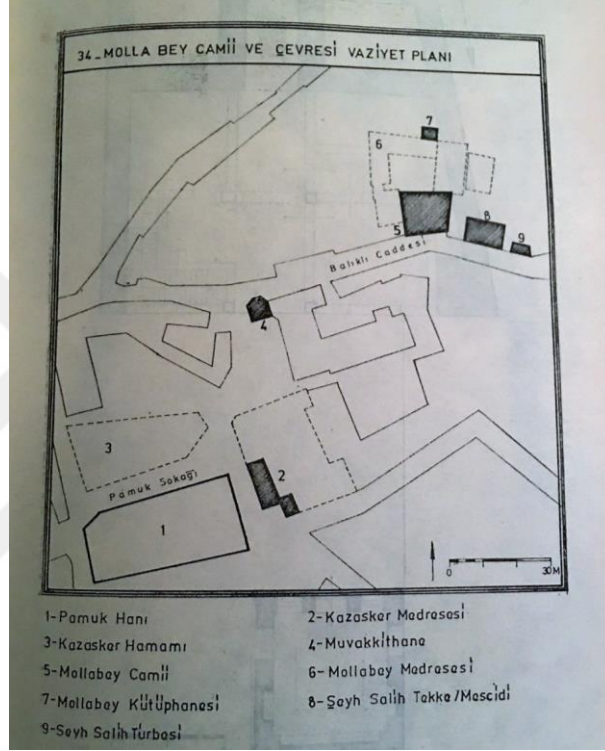 34_MOLLA BEY CAMİİ VE ÇEVRESİ VAZİYET PLANI
7
6
5
8
9
Balıklı Caddesi
4
3
2
Pamuk Sokağı
1
0 30M
1-Pamuk Hanı
2-Kazasker Medresesi
3-Kazasker Hamamı
4-Muvakkithane
5-Mollabey Camii
6-Mollabey Medresesi
7-Mollabey Kütüphanesi
8-Şeyh Salih Tekke/Mescidi
9-Şeyh Salih Türbesi